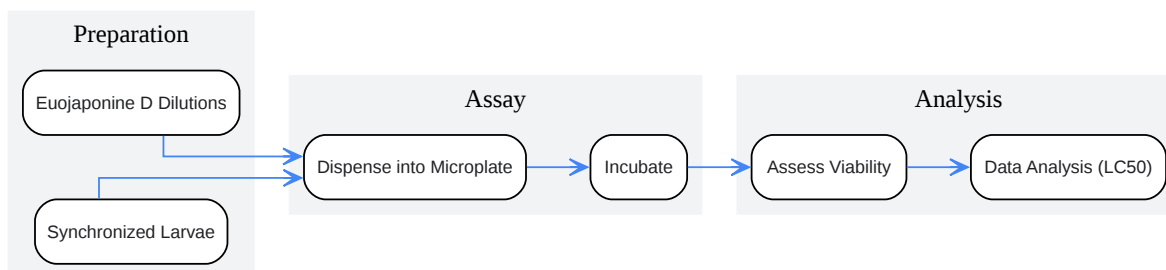 Preparation
Euojaponine D Dilutions
Synchronized Larvae
Assay
Dispense into Microplate
Incubate
Analysis
Assess Viability
Data Analysis (LC50)